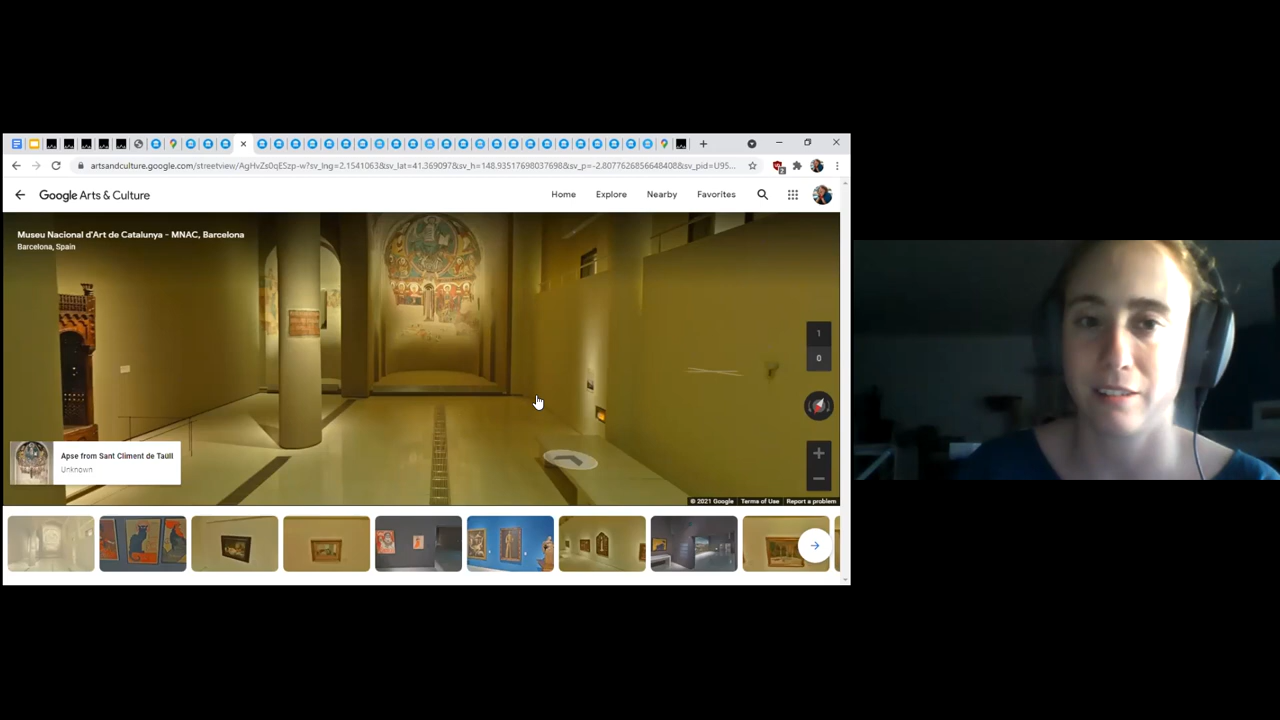 artsandculture.google.com/streetview/AgHvZs0qESzp-w?sv_lng=2.1541063&sv_lat=41.369097&sv_h=148.93517698037698&sv_p=-2.8077626856648408&sv_pid=U95...
2
Google Arts & Culture
Home
Explore
Nearby
Favorites
Museu Nacional d'Art de Catalunya - MNAC, Barcelona
Barcelona, Spain
1
0
Apse from Sant Climent de Taüll
Unknown
© 2021 Google
Terms of Use
Report a problem